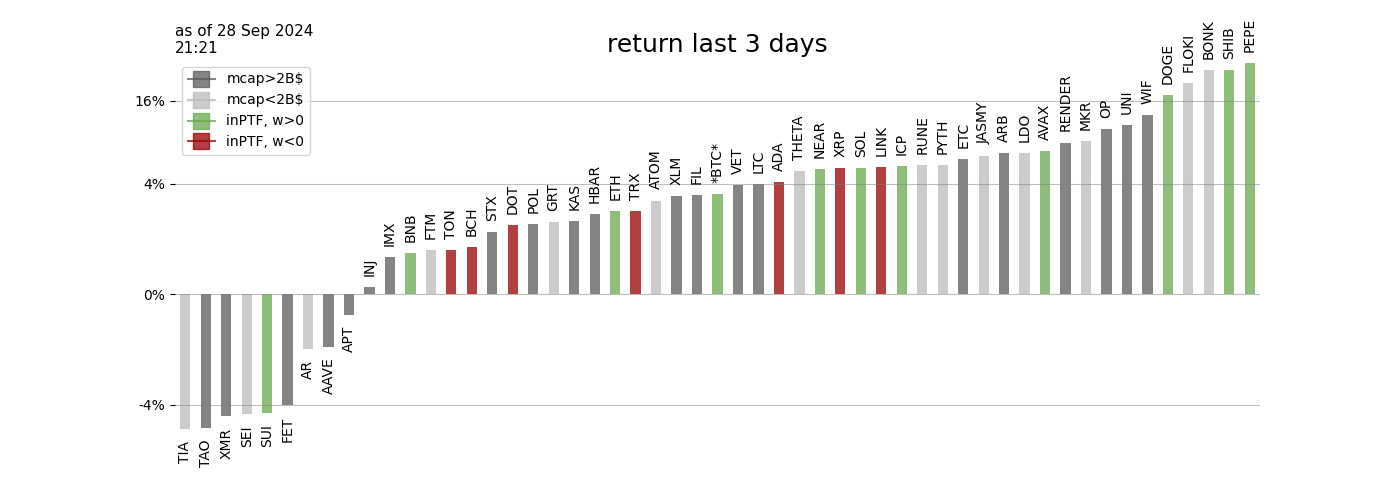 as of 28 Sep 2024
21:21
return last 3 days
mcap>2B$
mcap<2B$
inPTF, w>0
inPTF, w<0
16%
4%
0%
-4%
TIA
TAO
XMR
SEI
SUI
FET
AR
AAVE
APT
INJ
IMX
BNB
FTM
TON
BCH
STX
DOT
POL
GRT
KAS
HBAR
ETH
TRX
ATOM
XLM
FIL
*BTC*
VET
LTC
ADA
THETA
NEAR
XRP
SOL
LINK
ICP
RUNE
PYTH
ETC
JASMY
ARB
LDO
AVAX
RENDER
MKR
OP
UNI
WIF
DOGE
FLOKI
BONK
SHIB
PEPE